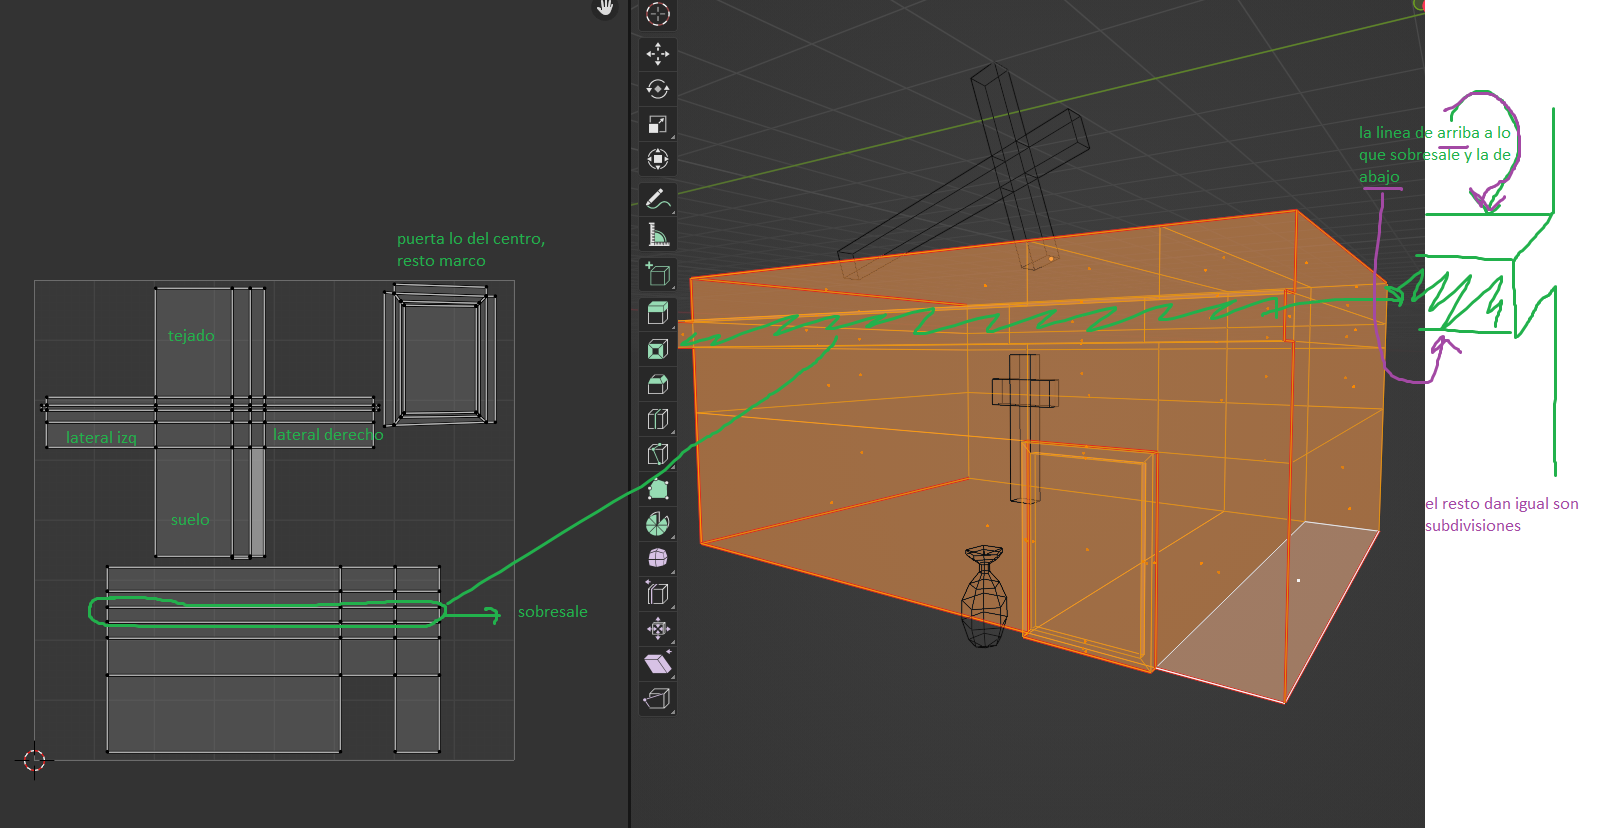 la linea de arriba a lo
que sobresale y la de
abajo
puerta lo del centro,
resto marco
tejado
lateral izq
lateral derecho
suelo
el resto dan igual son
subdivisiones
sobresale